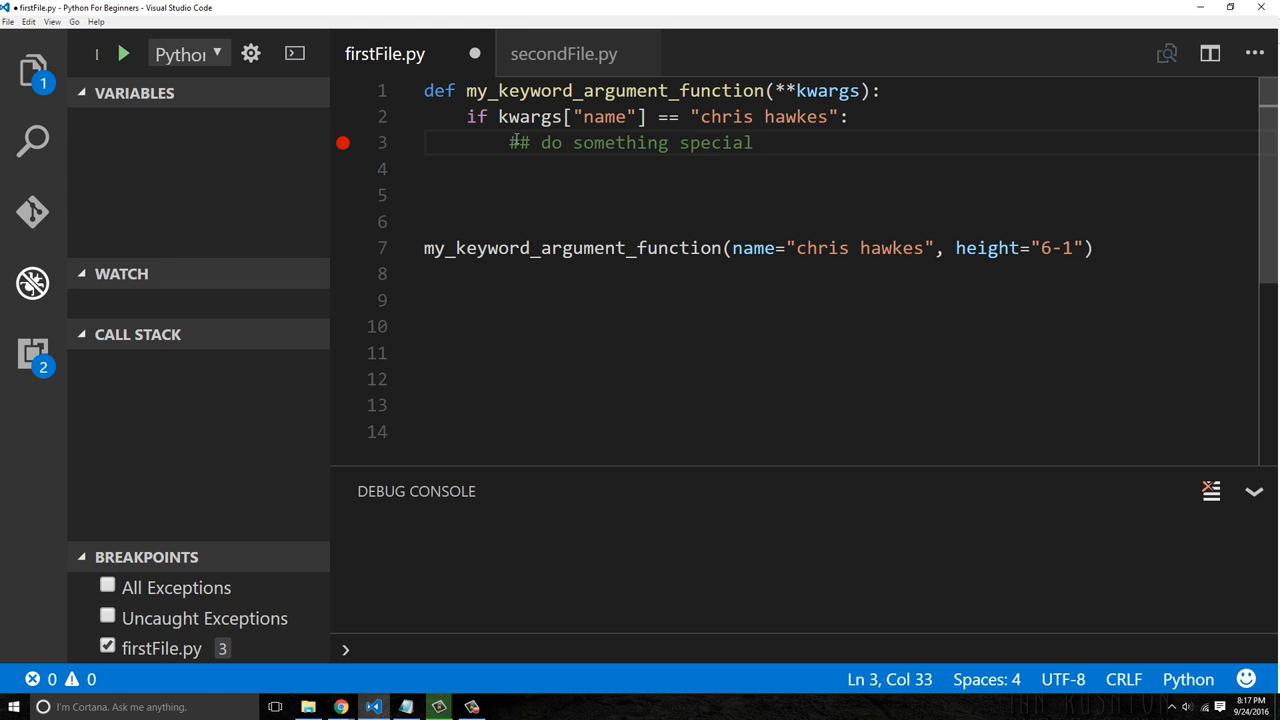 • firstFile.py - Python For Beginners - Visual Studio Code
File Edit View Go Help
firstFile.py secondFile.py
VARIABLES
WATCH
CALL STACK
BREAKPOINTS
All Exceptions
Uncaught Exceptions
firstFile.py 3
1
2
1 def my_keyword_argument_function(**kwargs):
2 if kwargs["name"] == "chris hawkes":
3 ## do something special
4
5
6
7 my_keyword_argument_function(name="chris hawkes", height="6-1")
8
9
10
11
12
13
14
DEBUG CONSOLE
0 0 Ln 3, Col 33 Spaces: 4 UTF-8 CRLF Python
I'm Cortana. Ask me anything.
8:17 PM
9/24/2016